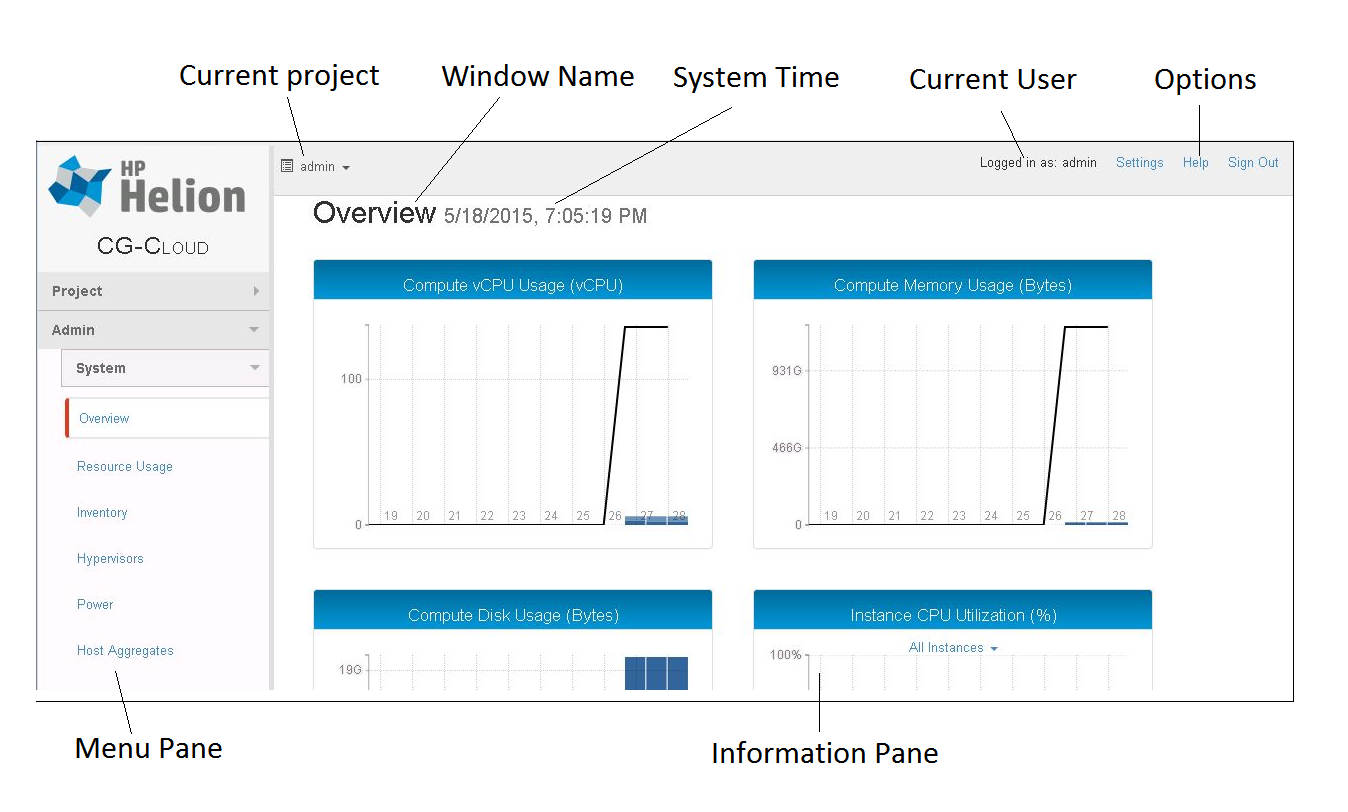 Current project
Window Name
System Time
Current User
Options
HP
Helion
CG-CLOUD
admin
Logged in as: admin
Settings
Help
Sign Out
Overview 5/18/2015, 7:05:19 PM
Project
Admin
System
Overview
Resource Usage
Inventory
Hypervisors
Power
Host Aggregates
Compute vCPU Usage (vCPU)
100
0
19 20 21 22 23 24 25 26 27 28
Compute Memory Usage (Bytes)
931G
466G
0
19 20 21 22 23 24 25 26 27 28
Compute Disk Usage (Bytes)
19G
Instance CPU Utilization (%)
All Instances
100%
Menu Pane
Information Pane